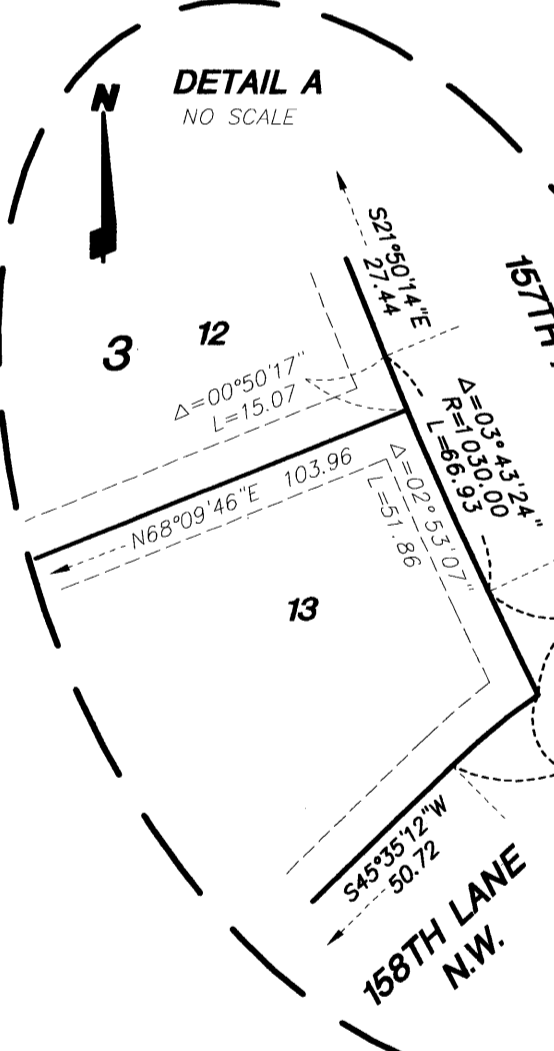 DETAIL A
N
NO SCALE
S21°50'14"E
27.44
157TH
12
3
Δ=00°50'17"
L=15.07
Δ=03°43'24"
R=1030.00
L=66.93
N68°09'46"E 103.96
Δ=02°53'07"
L=51.86
13
S45°35'12"W
50.72
158TH LANE
N.W.